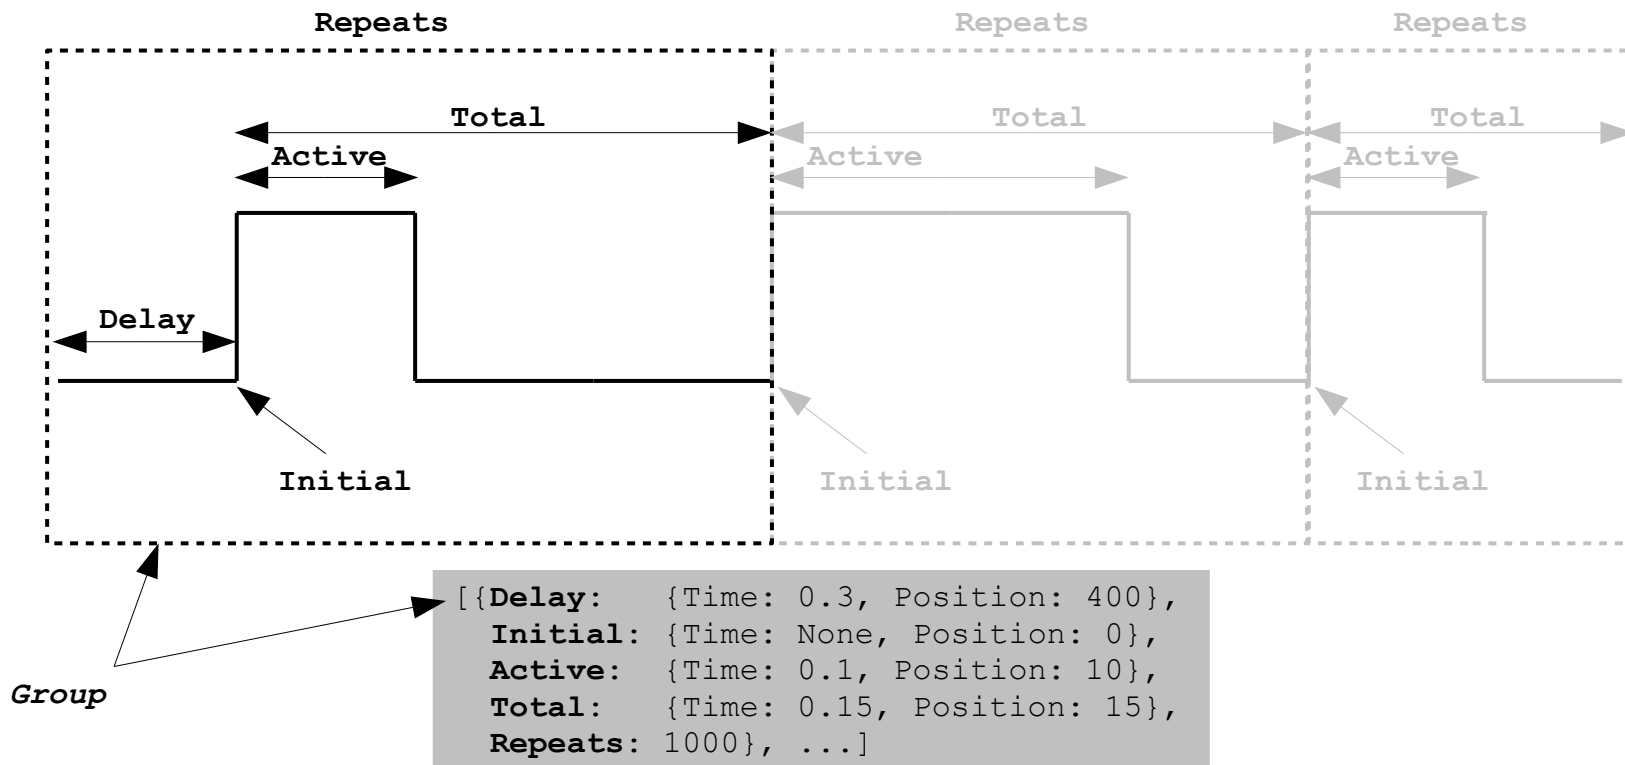 Repeats Repeats Repeats
Total Total Total
Active Active Active
Delay
Initial Initial Initial
[{Delay: {Time: 0.3, Position: 400},
Initial: {Time: None, Position: 0},
Active: {Time: 0.1, Position: 10},
Group
Total: {Time: 0.15, Position: 15},
Repeats: 1000}, ...]